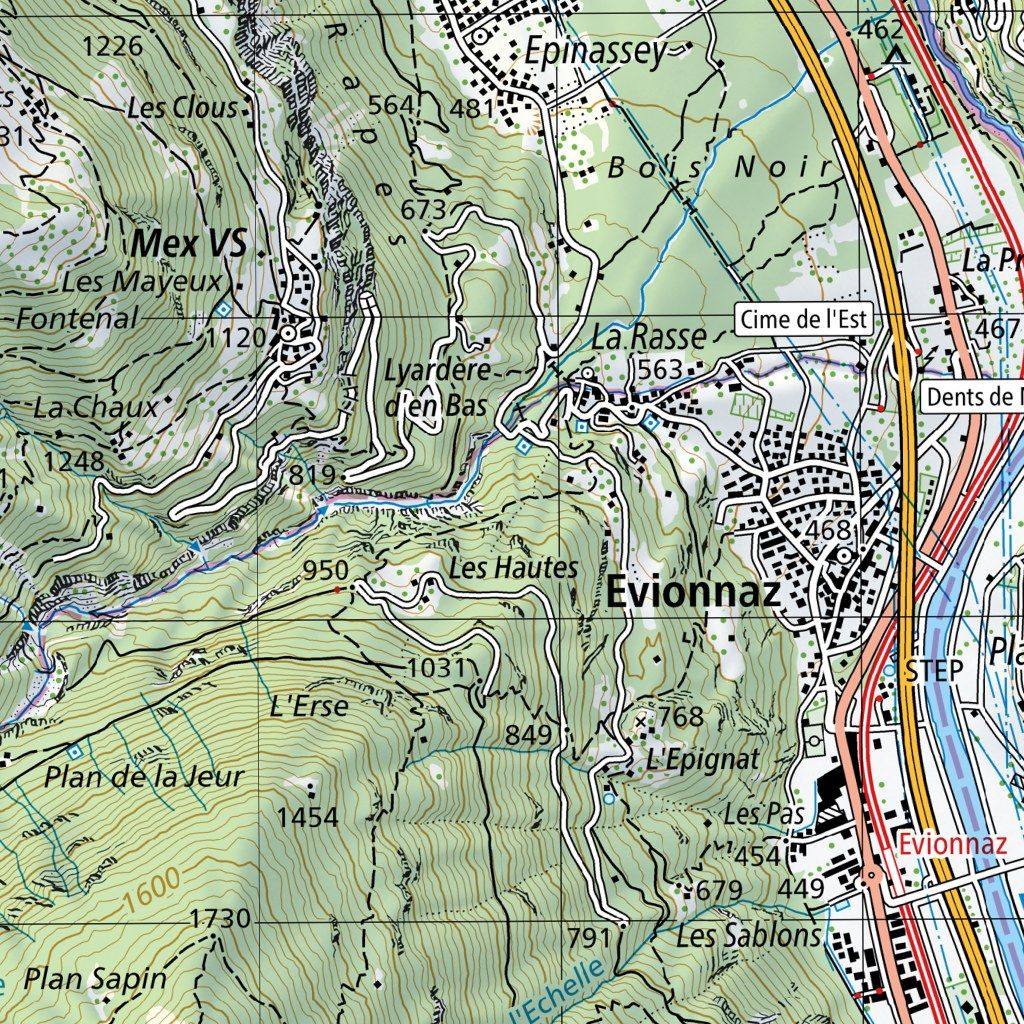 462
1226
Epinassey
Les Clous
564
481
Rapes
31
Bois Noir
673
Mex VS
Les Mayeux
Fontenal
1120
Cime de l'Est
467
La Rasse
563
Lyardère
d'en Bas
La Chaux
Dents de
1248
819
468
950
Les Hautes
Evionnaz
1031
STEP
L'Erse
768
849
L'Epignat
Plan de la Jeur
1454
Les Pas
454
Evionnaz
1600
679
449
1730
791
Les Sablons
Plan Sapin
l'Echelle